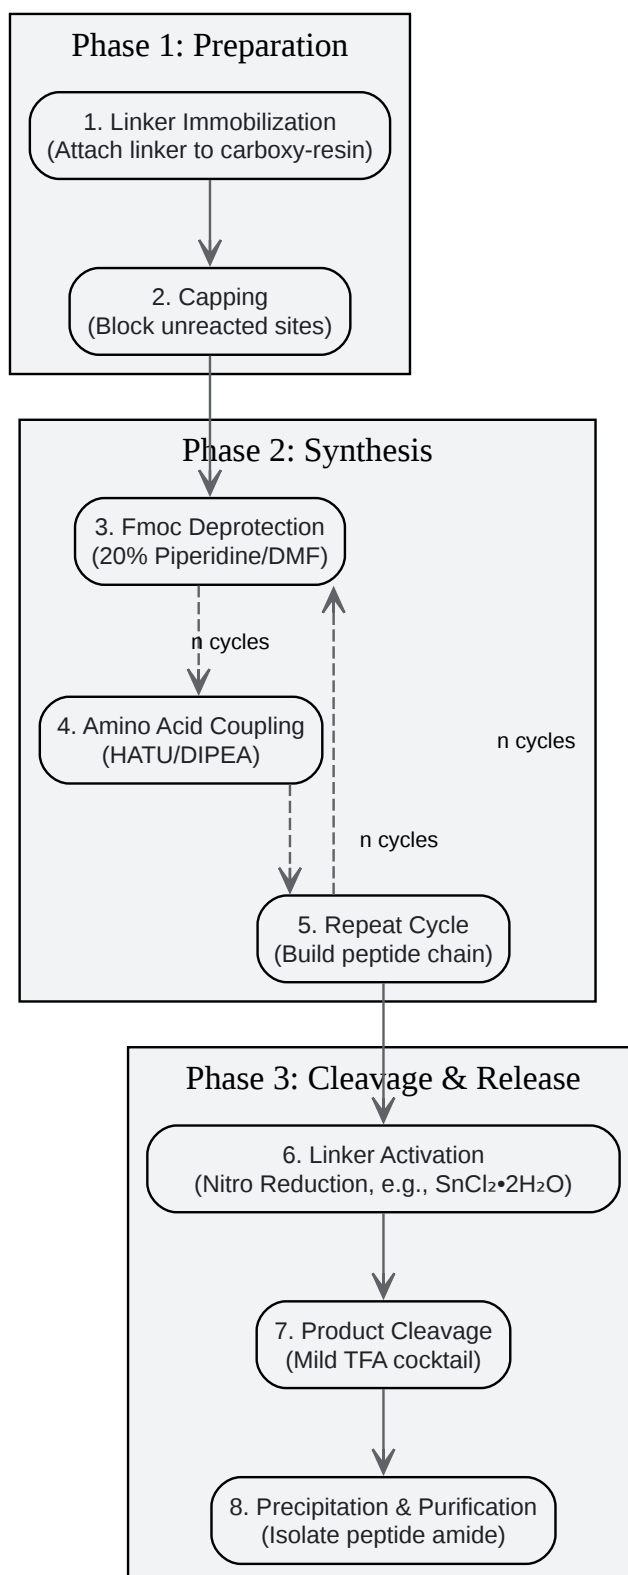 Phase 1: Preparation
1. Linker Immobilization
(Attach linker to carboxy-resin)
2. Capping
(Block unreacted sites)
Phase 2: Synthesis
3. Fmoc Deprotection
(20% Piperidine/DMF)
n cycles
4. Amino Acid Coupling
(HATU/DIPEA)
n cycles
n cycles
5. Repeat Cycle
(Build peptide chain)
Phase 3: Cleavage & Release
6. Linker Activation
(Nitro Reduction, e.g., SnCl₂•2H₂O)
7. Product Cleavage
(Mild TFA cocktail)
8. Precipitation & Purification
(Isolate peptide amide)